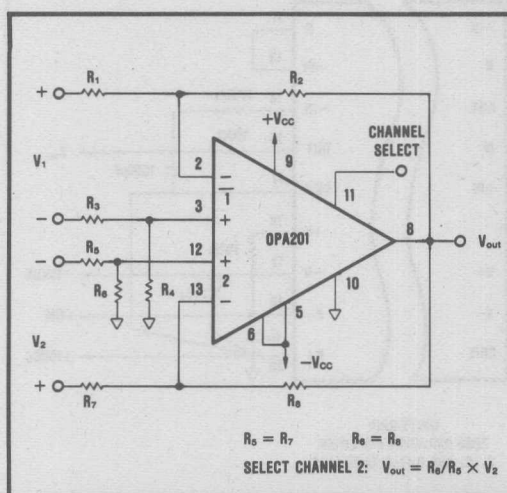 R₁
R₂
+
+Vcc
CHANNEL
SELECT
9
V₁
2
−
11
1
R₃
−
3
+
8
OPA201
Vout
−
R₅
12
+
R₆
R₄
2
10
13
−
5
V₂
6
−Vcc
+
R₇
R₈
R₅ = R₇ R₆ = R₈
SELECT CHANNEL 2: Vout = R₆/R₅ × V₂